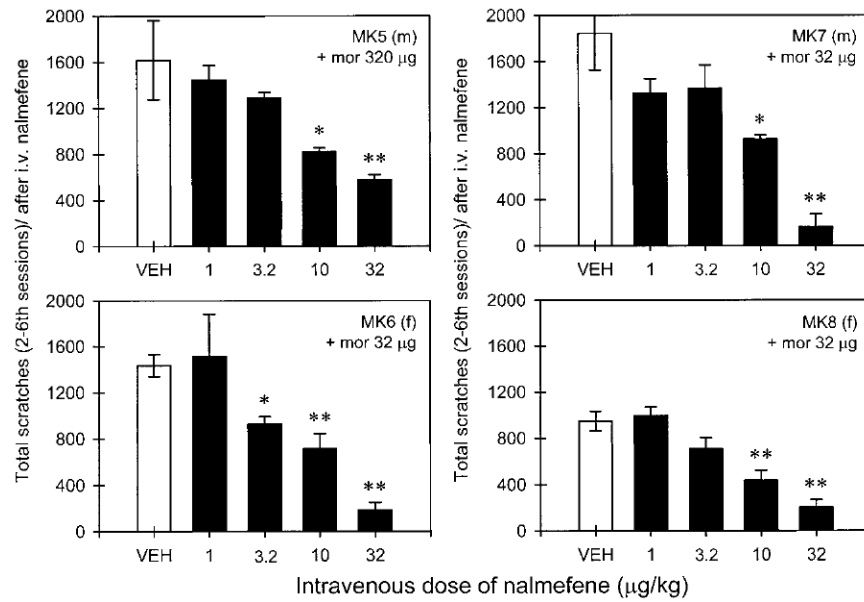 2000
1600
1200
800
400
0
MK5 (m)
+ mor 320 μg
*
**
VEH 1 3.2 10 32
2000
1600
1200
800
400
0
MK7 (m)
+ mor 32 μg
*
**
VEH 1 3.2 10 32
2000
1600
1200
800
400
0
MK6 (f)
+ mor 32 μg
*
**
**
VEH 1 3.2 10 32
2000
1600
1200
800
400
0
MK8 (f)
+ mor 32 μg
**
**
VEH 1 3.2 10 32
Total scratches (2-6th sessions)/ after i.v. nalmefene
Total scratches (2-6th sessions)/ after i.v. nalmefene
Intravenous dose of nalmefene (μg/kg)